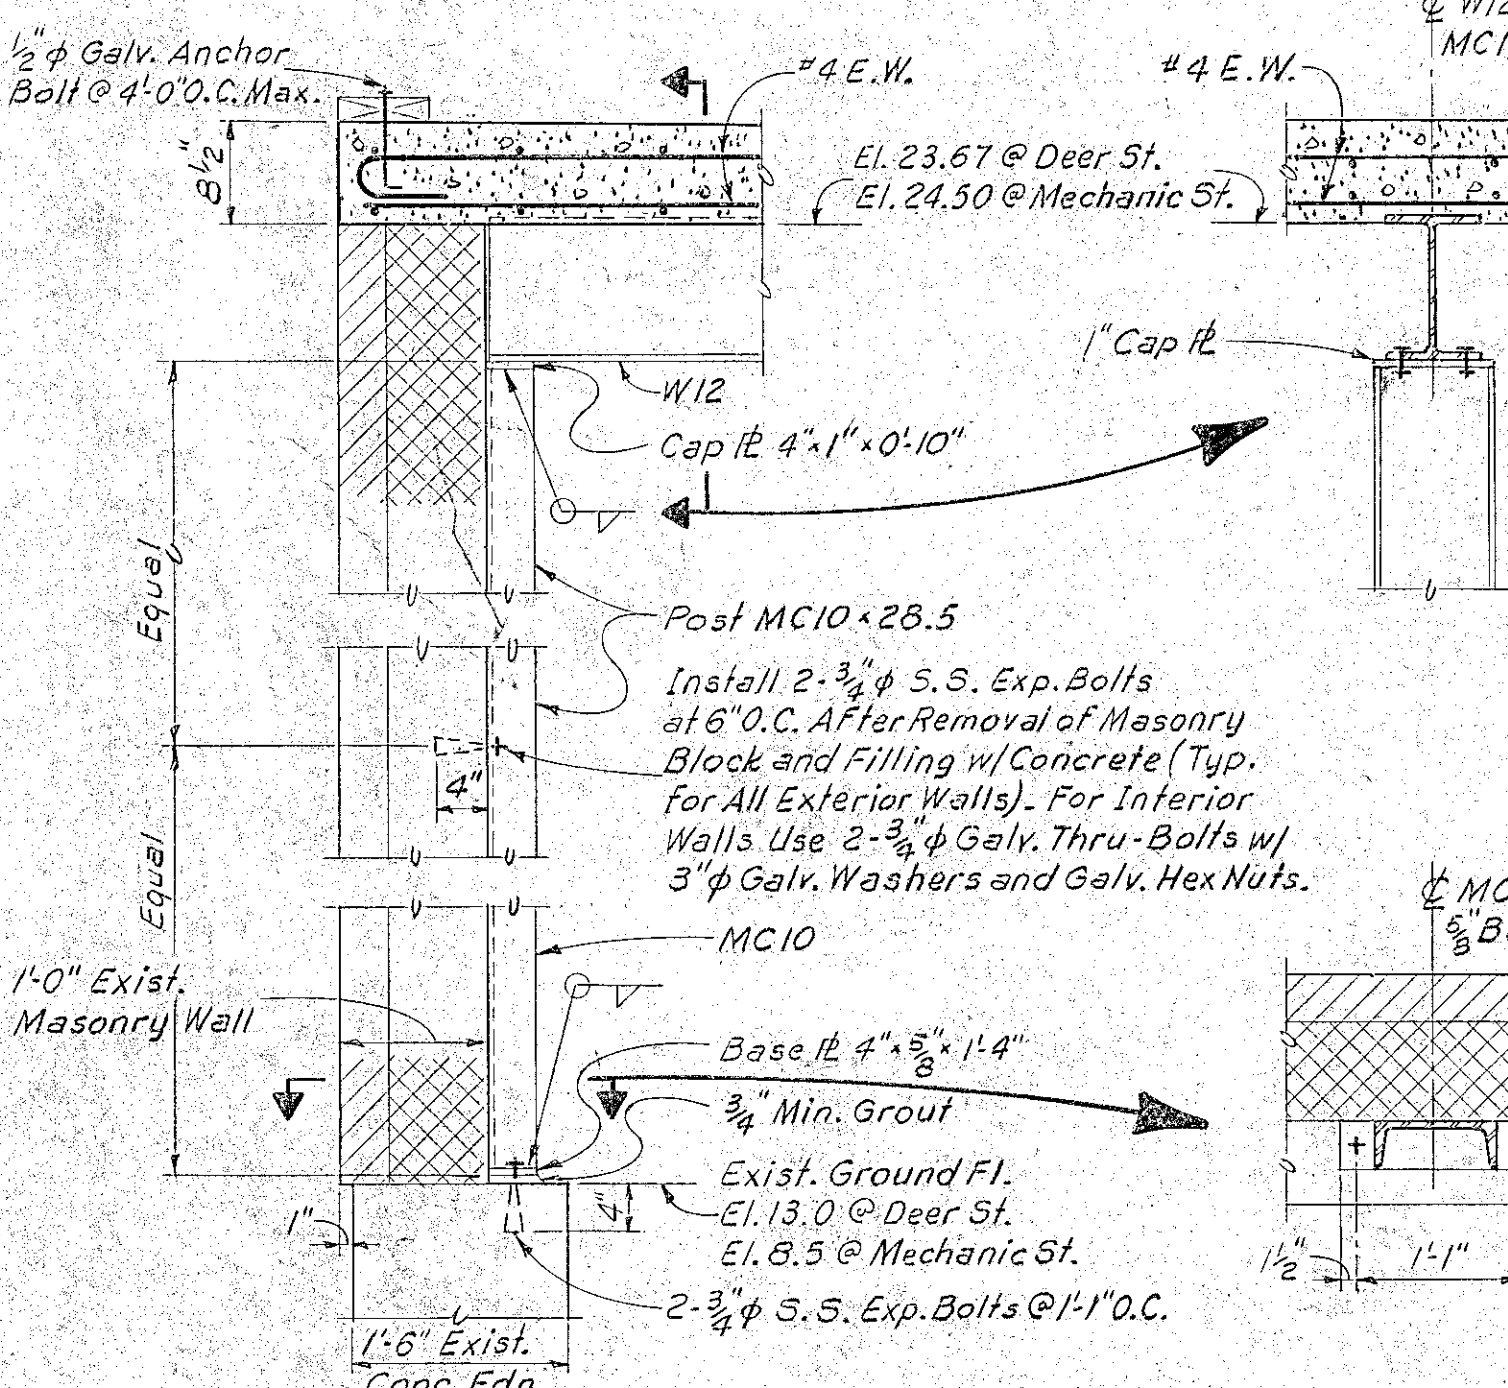 ½"φ Galv. Anchor
Bolt @ 4'-0" O.C. Max.
#4 E.W.
#4 E.W.
8½"
El. 23.67 @ Deer St.
El. 24.50 @ Mechanic St.
1" Cap ℄
W12
Cap ℄ 4" × 1" × 0'-10"
Equal
Post MC10 × 28.5
Install 2-¾"φ S.S. Exp. Bolts
at 6" O.C. After Removal of Masonry
Block and Filling w/ Concrete (Typ.
for All Exterior Walls). For Interior
Walls Use 2-¾"φ Galv. Thru-Bolts w/
3"φ Galv. Washers and Galv. Hex Nuts.
4"
Equal
MC10
℄ MC
⅝" B
1'-0" Exist.
Masonry Wall
Base ℄ 4" × ⅝" × 1'-4"
¾" Min. Grout
Exist. Ground Fl.
El. 13.0 @ Deer St.
El. 8.5 @ Mechanic St.
4"
1"
2-¾"φ S.S. Exp. Bolts @ 1'-1" O.C.
1½"
1'-1"
1'-6" Exist.
Conc. Fdn.